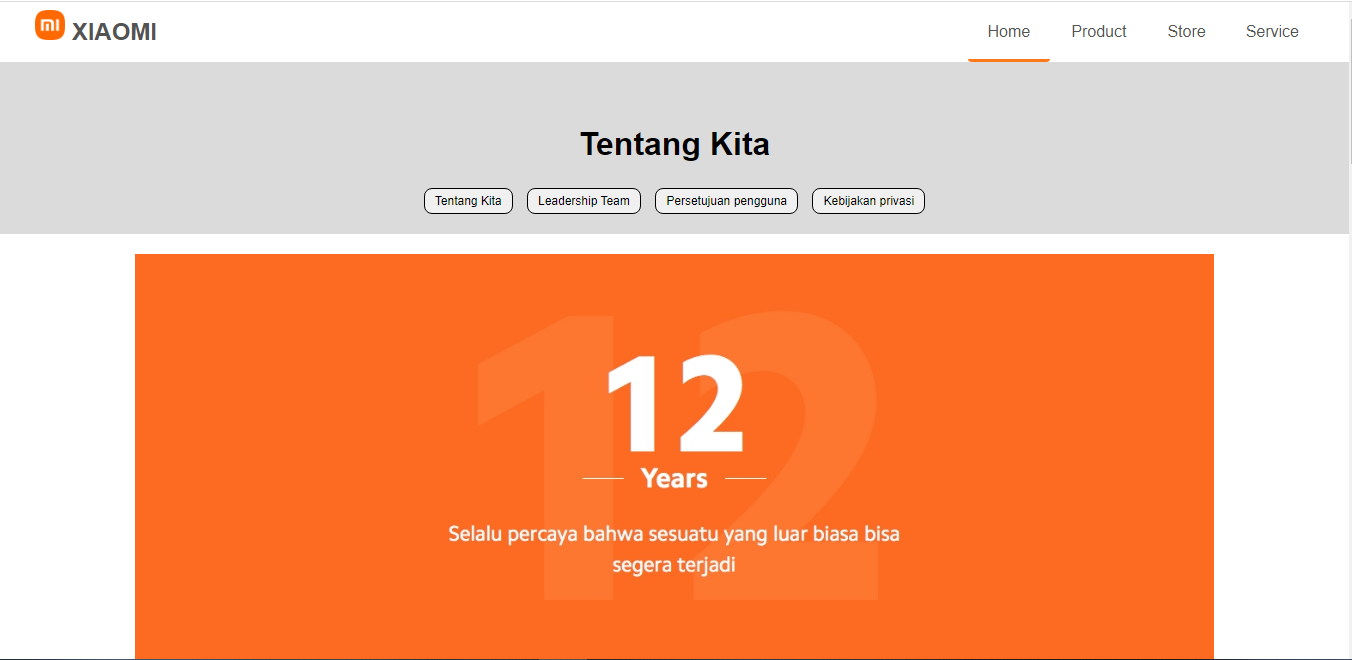 mi XIAOMI Home Product Store Service
Tentang Kita
Tentang Kita Leadership Team Persetujuan pengguna Kebijakan privasi
12
12
Years
Selalu percaya bahwa sesuatu yang luar biasa bisa
segera terjadi